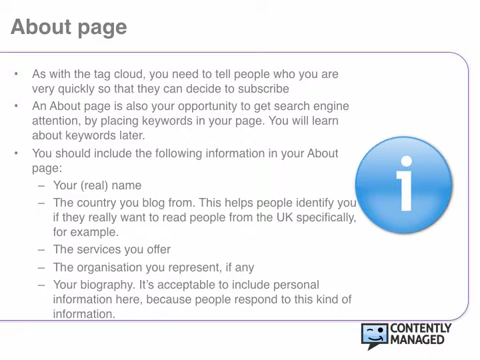 About page
• As with the tag cloud, you need to tell people who you are
very quickly so that they can decide to subscribe
• An About page is also your opportunity to get search engine
attention, by placing keywords in your page. You will learn
about keywords later.
• You should include the following information in your About
page:
– Your (real) name
– The country you blog from. This helps people identify you
if they really want to read people from the UK specifically,
for example.
– The services you offer
– The organisation you represent, if any
– Your biography. It’s acceptable to include personal
information here, because people respond to this kind of
information.
i
CONTENTLY
MANAGED